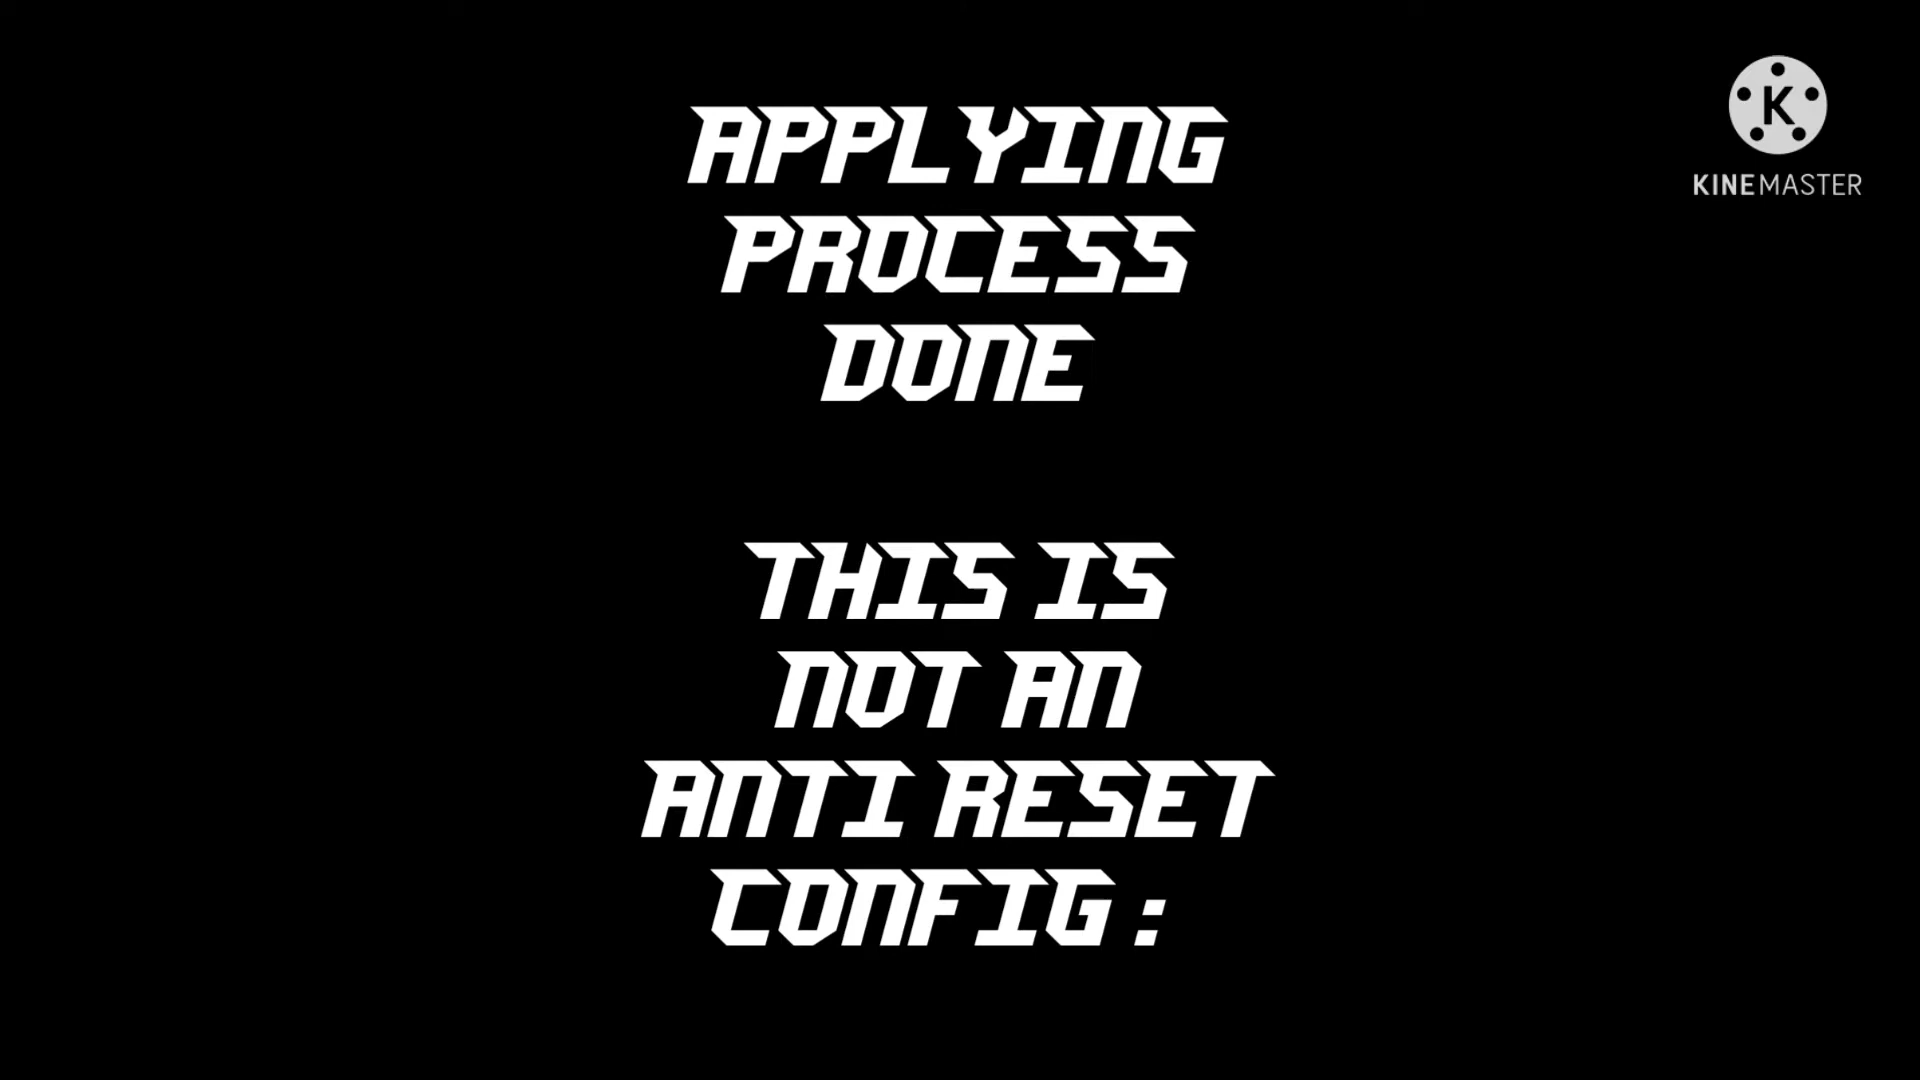 APPLYING
PROCESS
DONE
THIS IS
NOT AN
ANTI RESET
CONFIG :
K
KINEMASTER